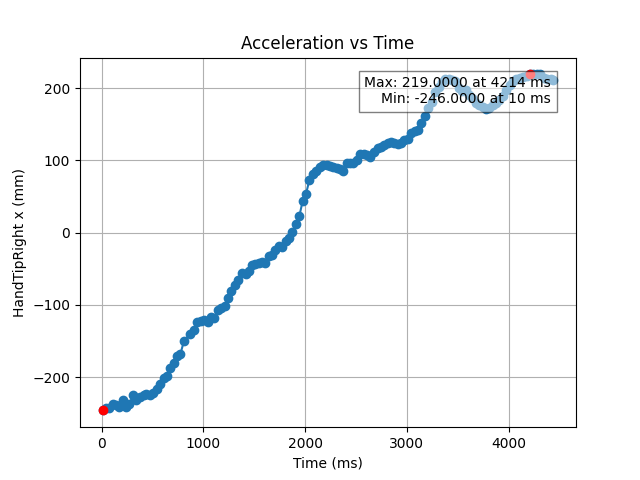 Acceleration vs Time
Max: 219.0000 at 4214 ms
Min: -246.0000 at 10 ms
HandTipRight x (mm)
200
100
0
−100
−200
0
1000
2000
3000
4000
Time (ms)